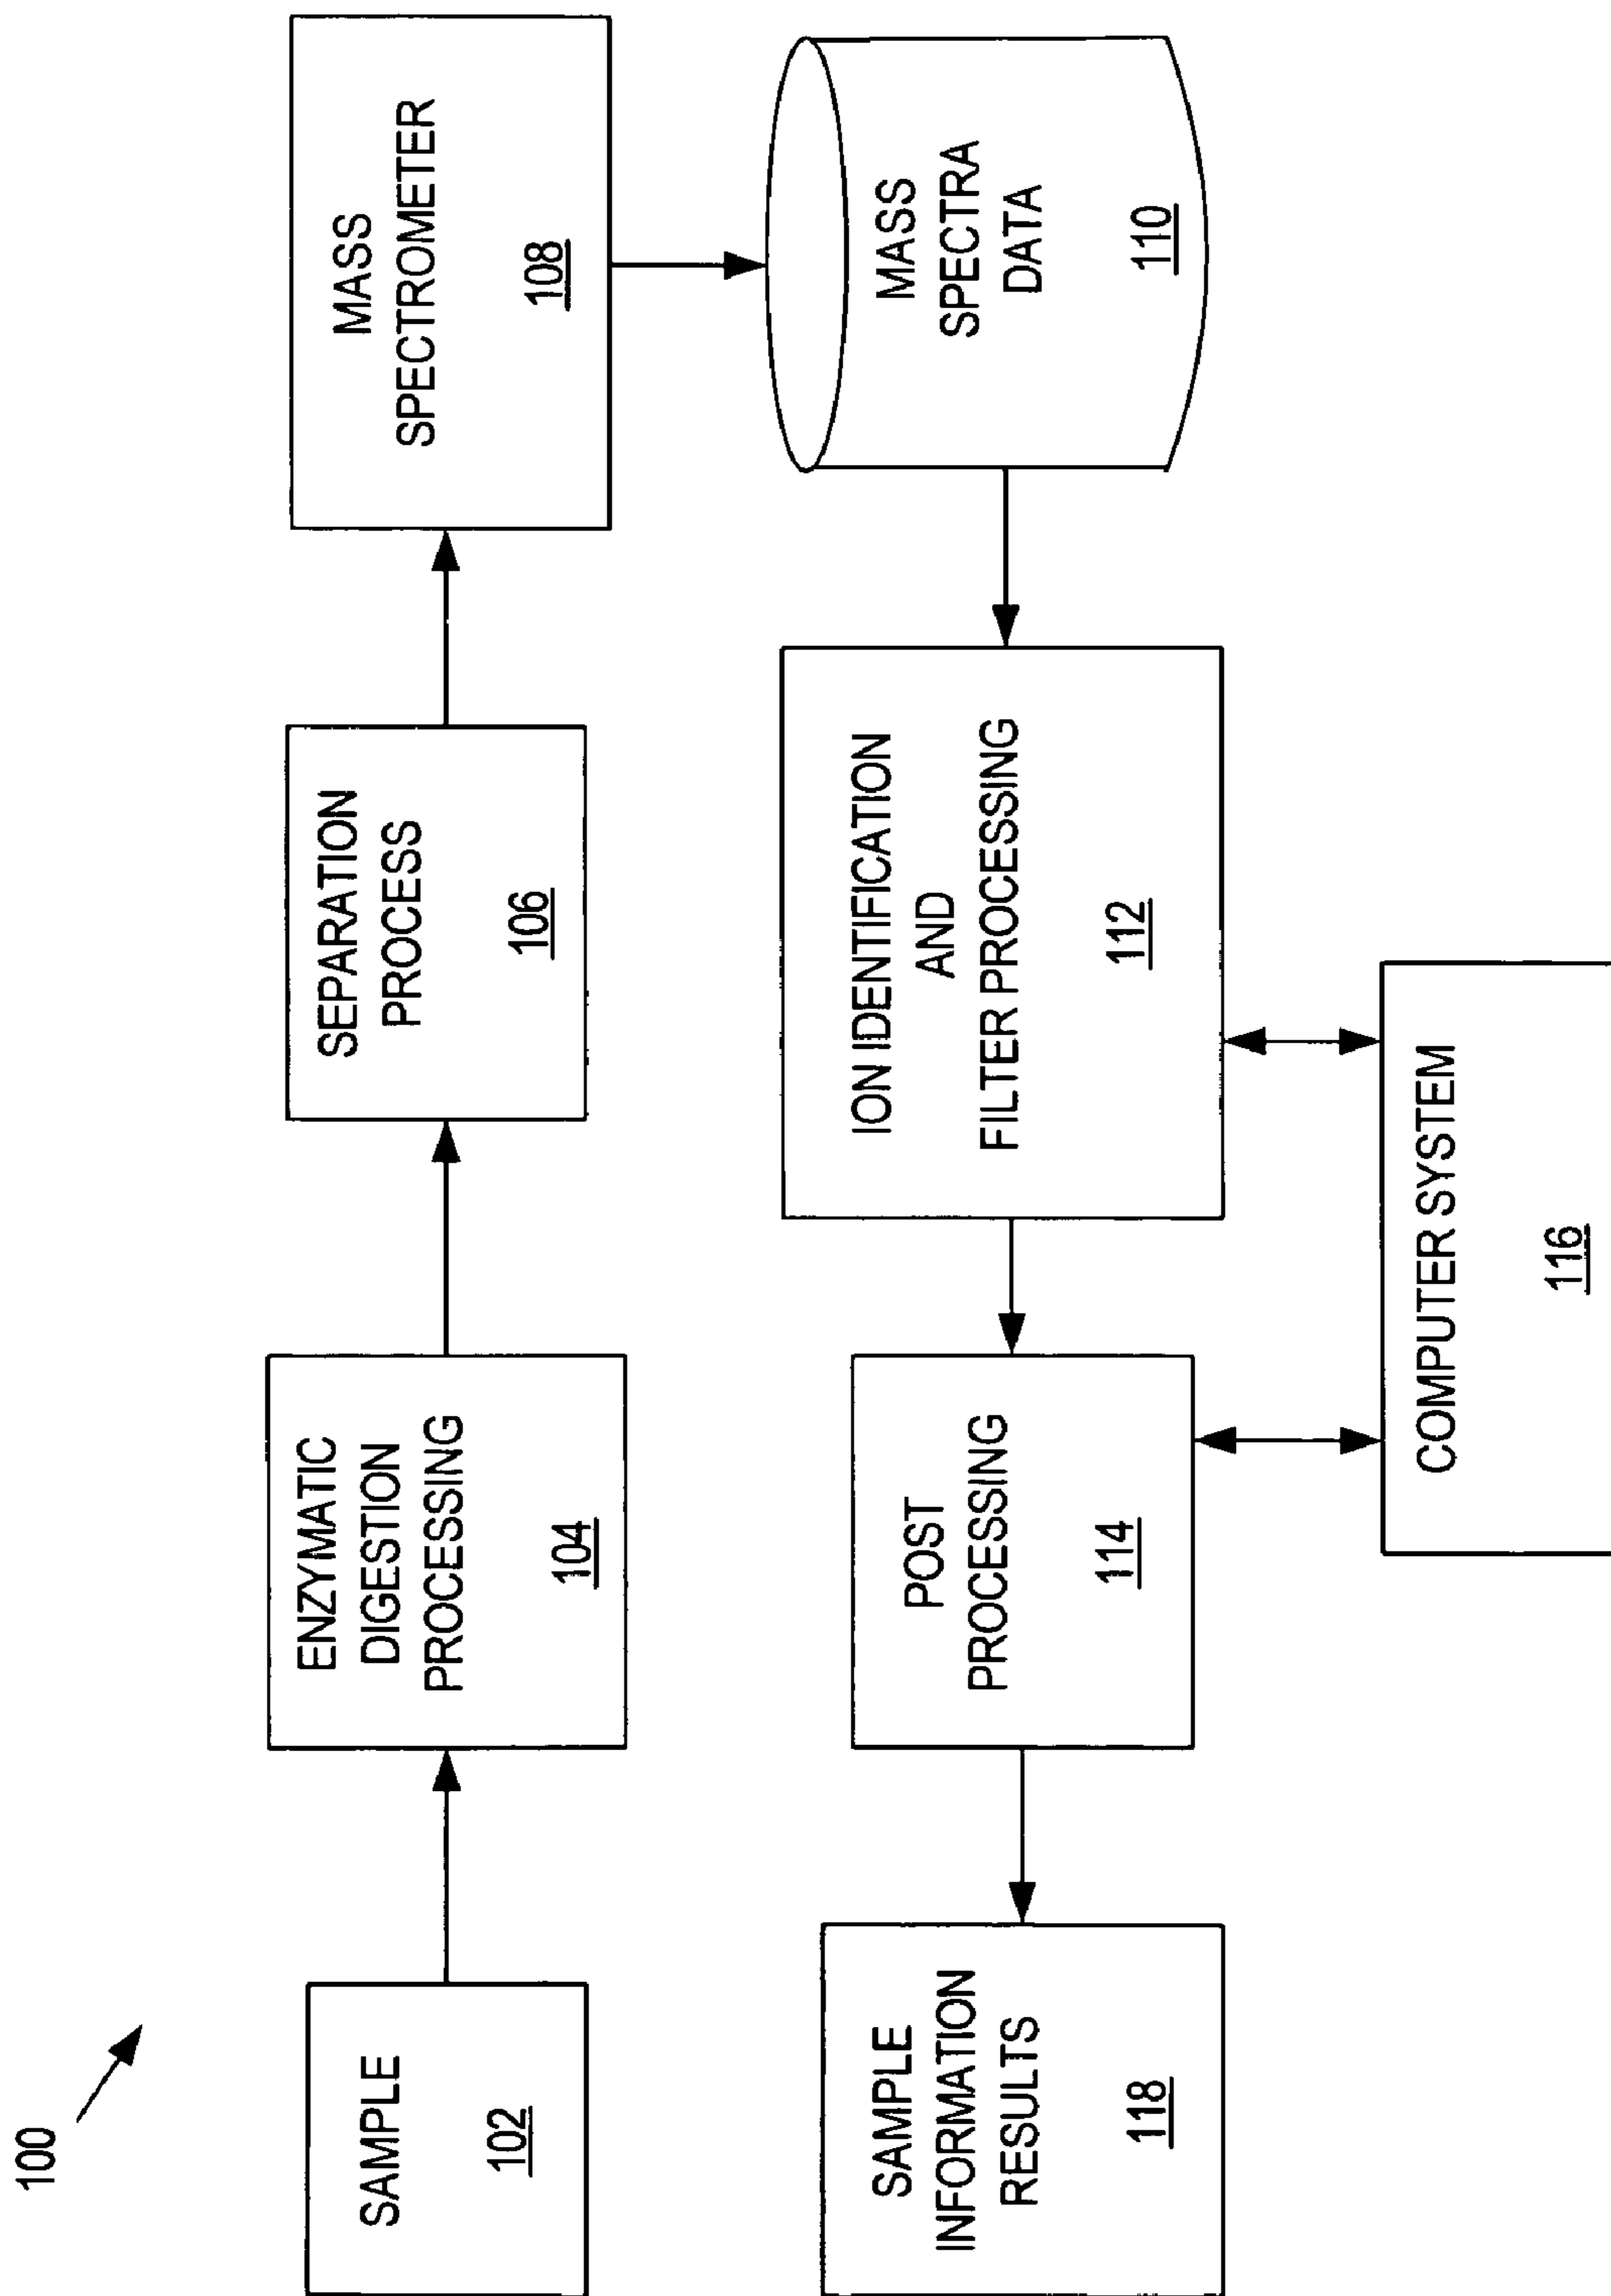 100
SAMPLE
102
ENZYMATIC
DIGESTION
PROCESSING
104
SEPARATION
PROCESS
106
MASS
SPECTROMETER
108
MASS
SPECTRA
DATA
110
ION IDENTIFICATION
AND
FILTER PROCESSING
112
POST
PROCESSING
114
SAMPLE
INFORMATION
RESULTS
118
COMPUTER SYSTEM
116